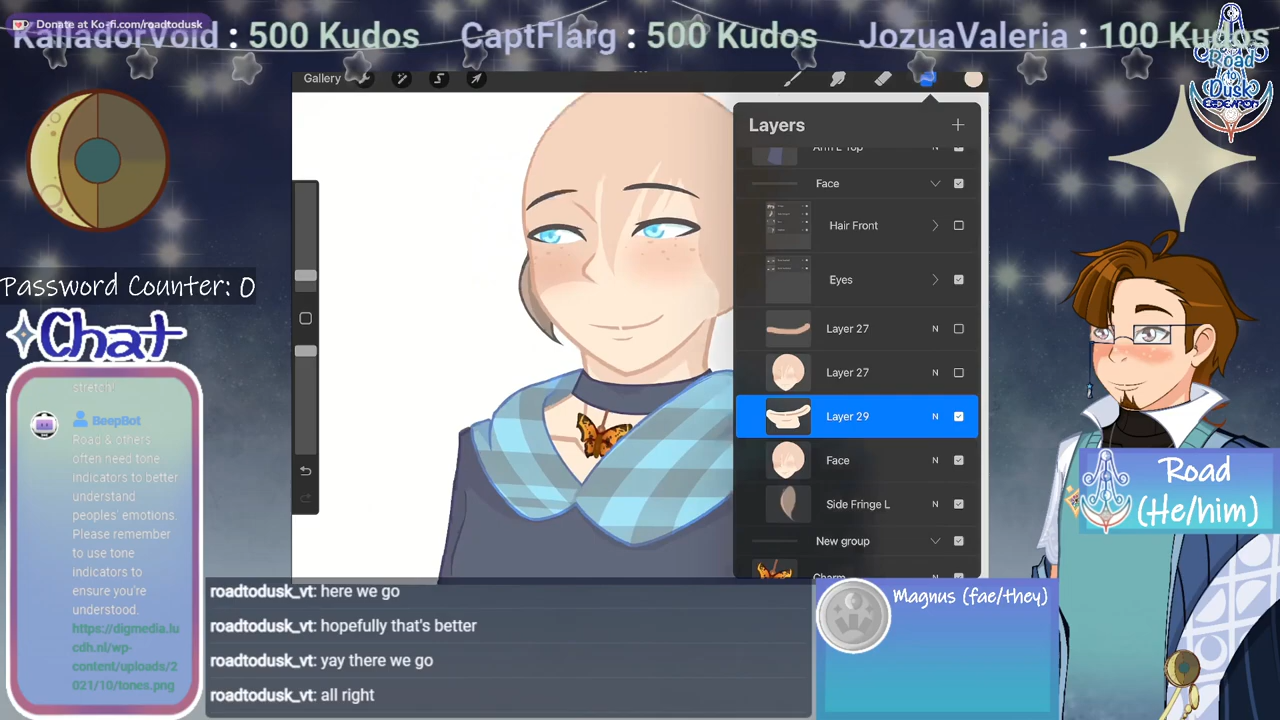 Donate at Ko-fi.com/roadtodusk
KalladorVoid : 500 Kudos
CaptFlarg : 500 Kudos
JozuaValeria : 100 Kudos
Road
to
Dusk
Gallery
Layers
Arm L Top
N
Face
Hair Front
Eyes
Layer 27
N
Layer 27
N
Layer 29
N
Face
N
Side Fringe L
N
New group
Charm
N
Password Counter: 0
Chat
stretch!
BeepBot
Road & others
often need tone
indicators to better
understand
peoples' emotions.
Please remember
to use tone
indicators to
ensure you're
understood.
https://digmedia.lu
cdh.nl/wp-
content/uploads/2
021/10/tones.png
roadtodusk_vt: here we go
roadtodusk_vt: hopefully that's better
roadtodusk_vt: yay there we go
roadtodusk_vt: all right
Magnus (fae/they)
Road
(He/him)